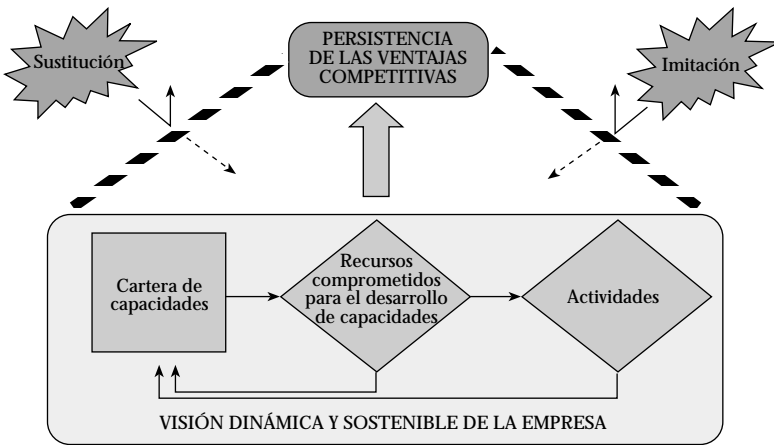 Sustitución
PERSISTENCIA
DE LAS VENTAJAS
COMPETITIVAS
Imitación
Cartera de
capacidades
Recursos
comprometidos
para el desarrollo
de capacidades
Actividades
VISIÓN DINÁMICA Y SOSTENIBLE DE LA EMPRESA